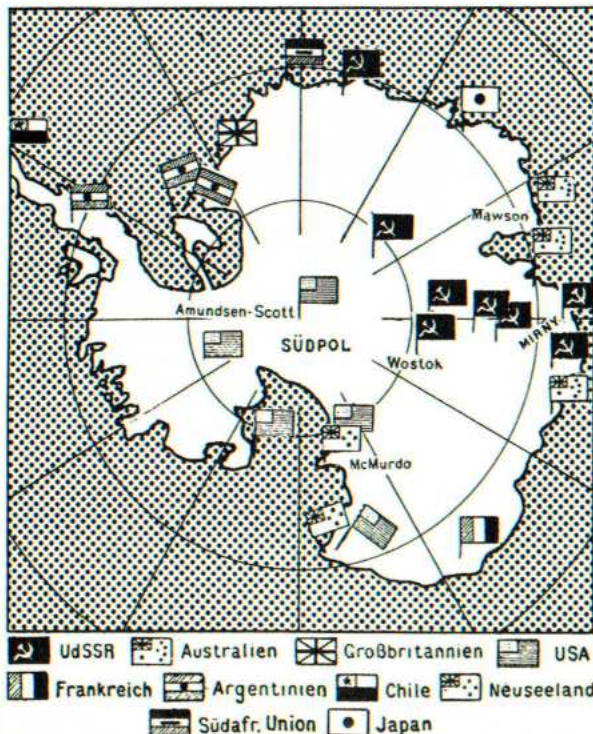 Mawson
Amundsen-Scott
SÜDPOL
MIRNY
Wostok
McMurdo
UdSSR Australien Großbritannien USA
Frankreich Argentinien Chile Neuseeland
Südafr. Union Japan